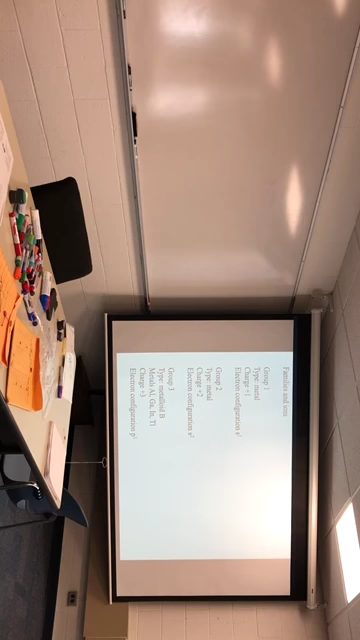 Families and ions
Group 1
Type: metal
Charge +1
Electron configuration s¹
Group 2
Type: metal
Charge +2
Electron configuration s²
Group 3
Type: metalloid B
Metals Al, Ga, In, Tl
Charge +3
Electron configuration p¹